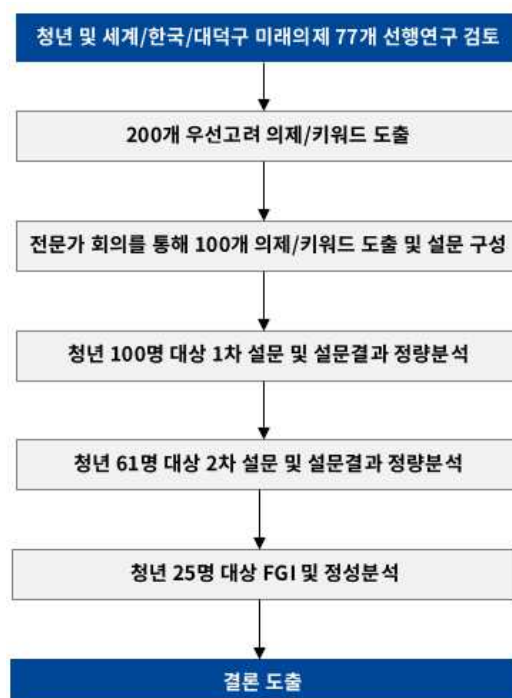 청년 및 세계/한국/대덕구 미래의제 77개 선행연구 검토
200개 우선고려 의제/키워드 도출
전문가 회의를 통해 100개 의제/키워드 도출 및 설문 구성
청년 100명 대상 1차 설문 및 설문결과 정량분석
청년 61명 대상 2차 설문 및 설문결과 정량분석
청년 25명 대상 FGI 및 정성분석
결론 도출